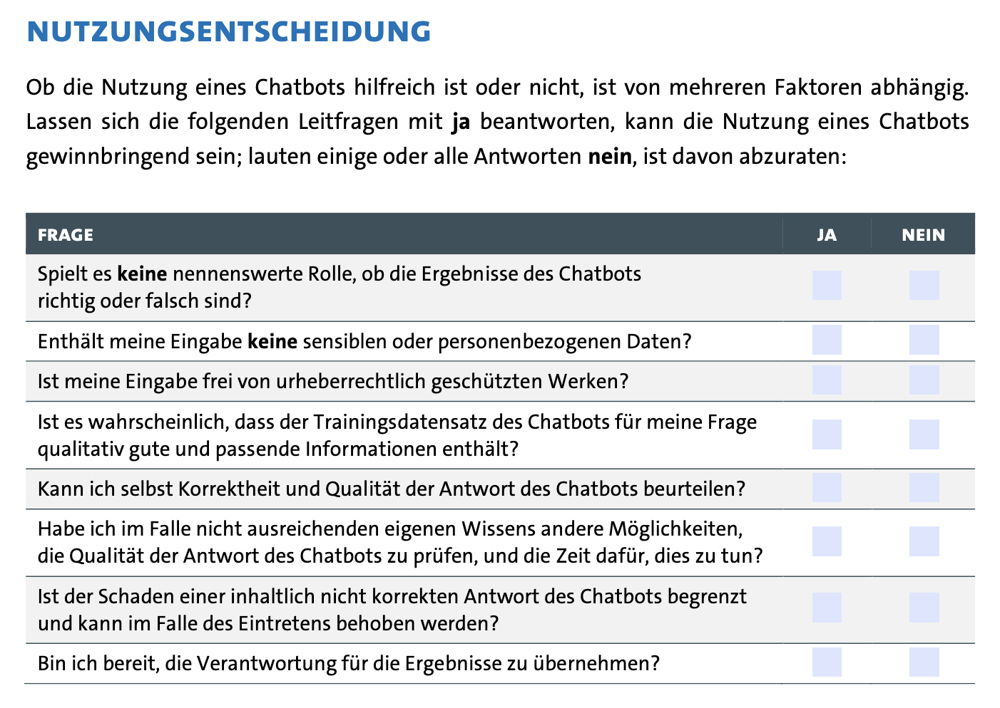 NUTZUNGSENTSCHEIDUNG
Ob die Nutzung eines Chatbots hilfreich ist oder nicht, ist von mehreren Faktoren abhängig.
Lassen sich die folgenden Leitfragen mit ja beantworten, kann die Nutzung eines Chatbots
gewinnbringend sein; lauten einige oder alle Antworten nein, ist davon abzuraten:
FRAGE JA NEIN
Spielt es keine nennenswerte Rolle, ob die Ergebnisse des Chatbots
richtig oder falsch sind?
Enthält meine Eingabe keine sensiblen oder personenbezogenen Daten?
Ist meine Eingabe frei von urheberrechtlich geschützten Werken?
Ist es wahrscheinlich, dass der Trainingsdatensatz des Chatbots für meine Frage
qualitativ gute und passende Informationen enthält?
Kann ich selbst Korrektheit und Qualität der Antwort des Chatbots beurteilen?
Habe ich im Falle nicht ausreichenden eigenen Wissens andere Möglichkeiten,
die Qualität der Antwort des Chatbots zu prüfen, und die Zeit dafür, dies zu tun?
Ist der Schaden einer inhaltlich nicht korrekten Antwort des Chatbots begrenzt
und kann im Falle des Eintretens behoben werden?
Bin ich bereit, die Verantwortung für die Ergebnisse zu übernehmen?